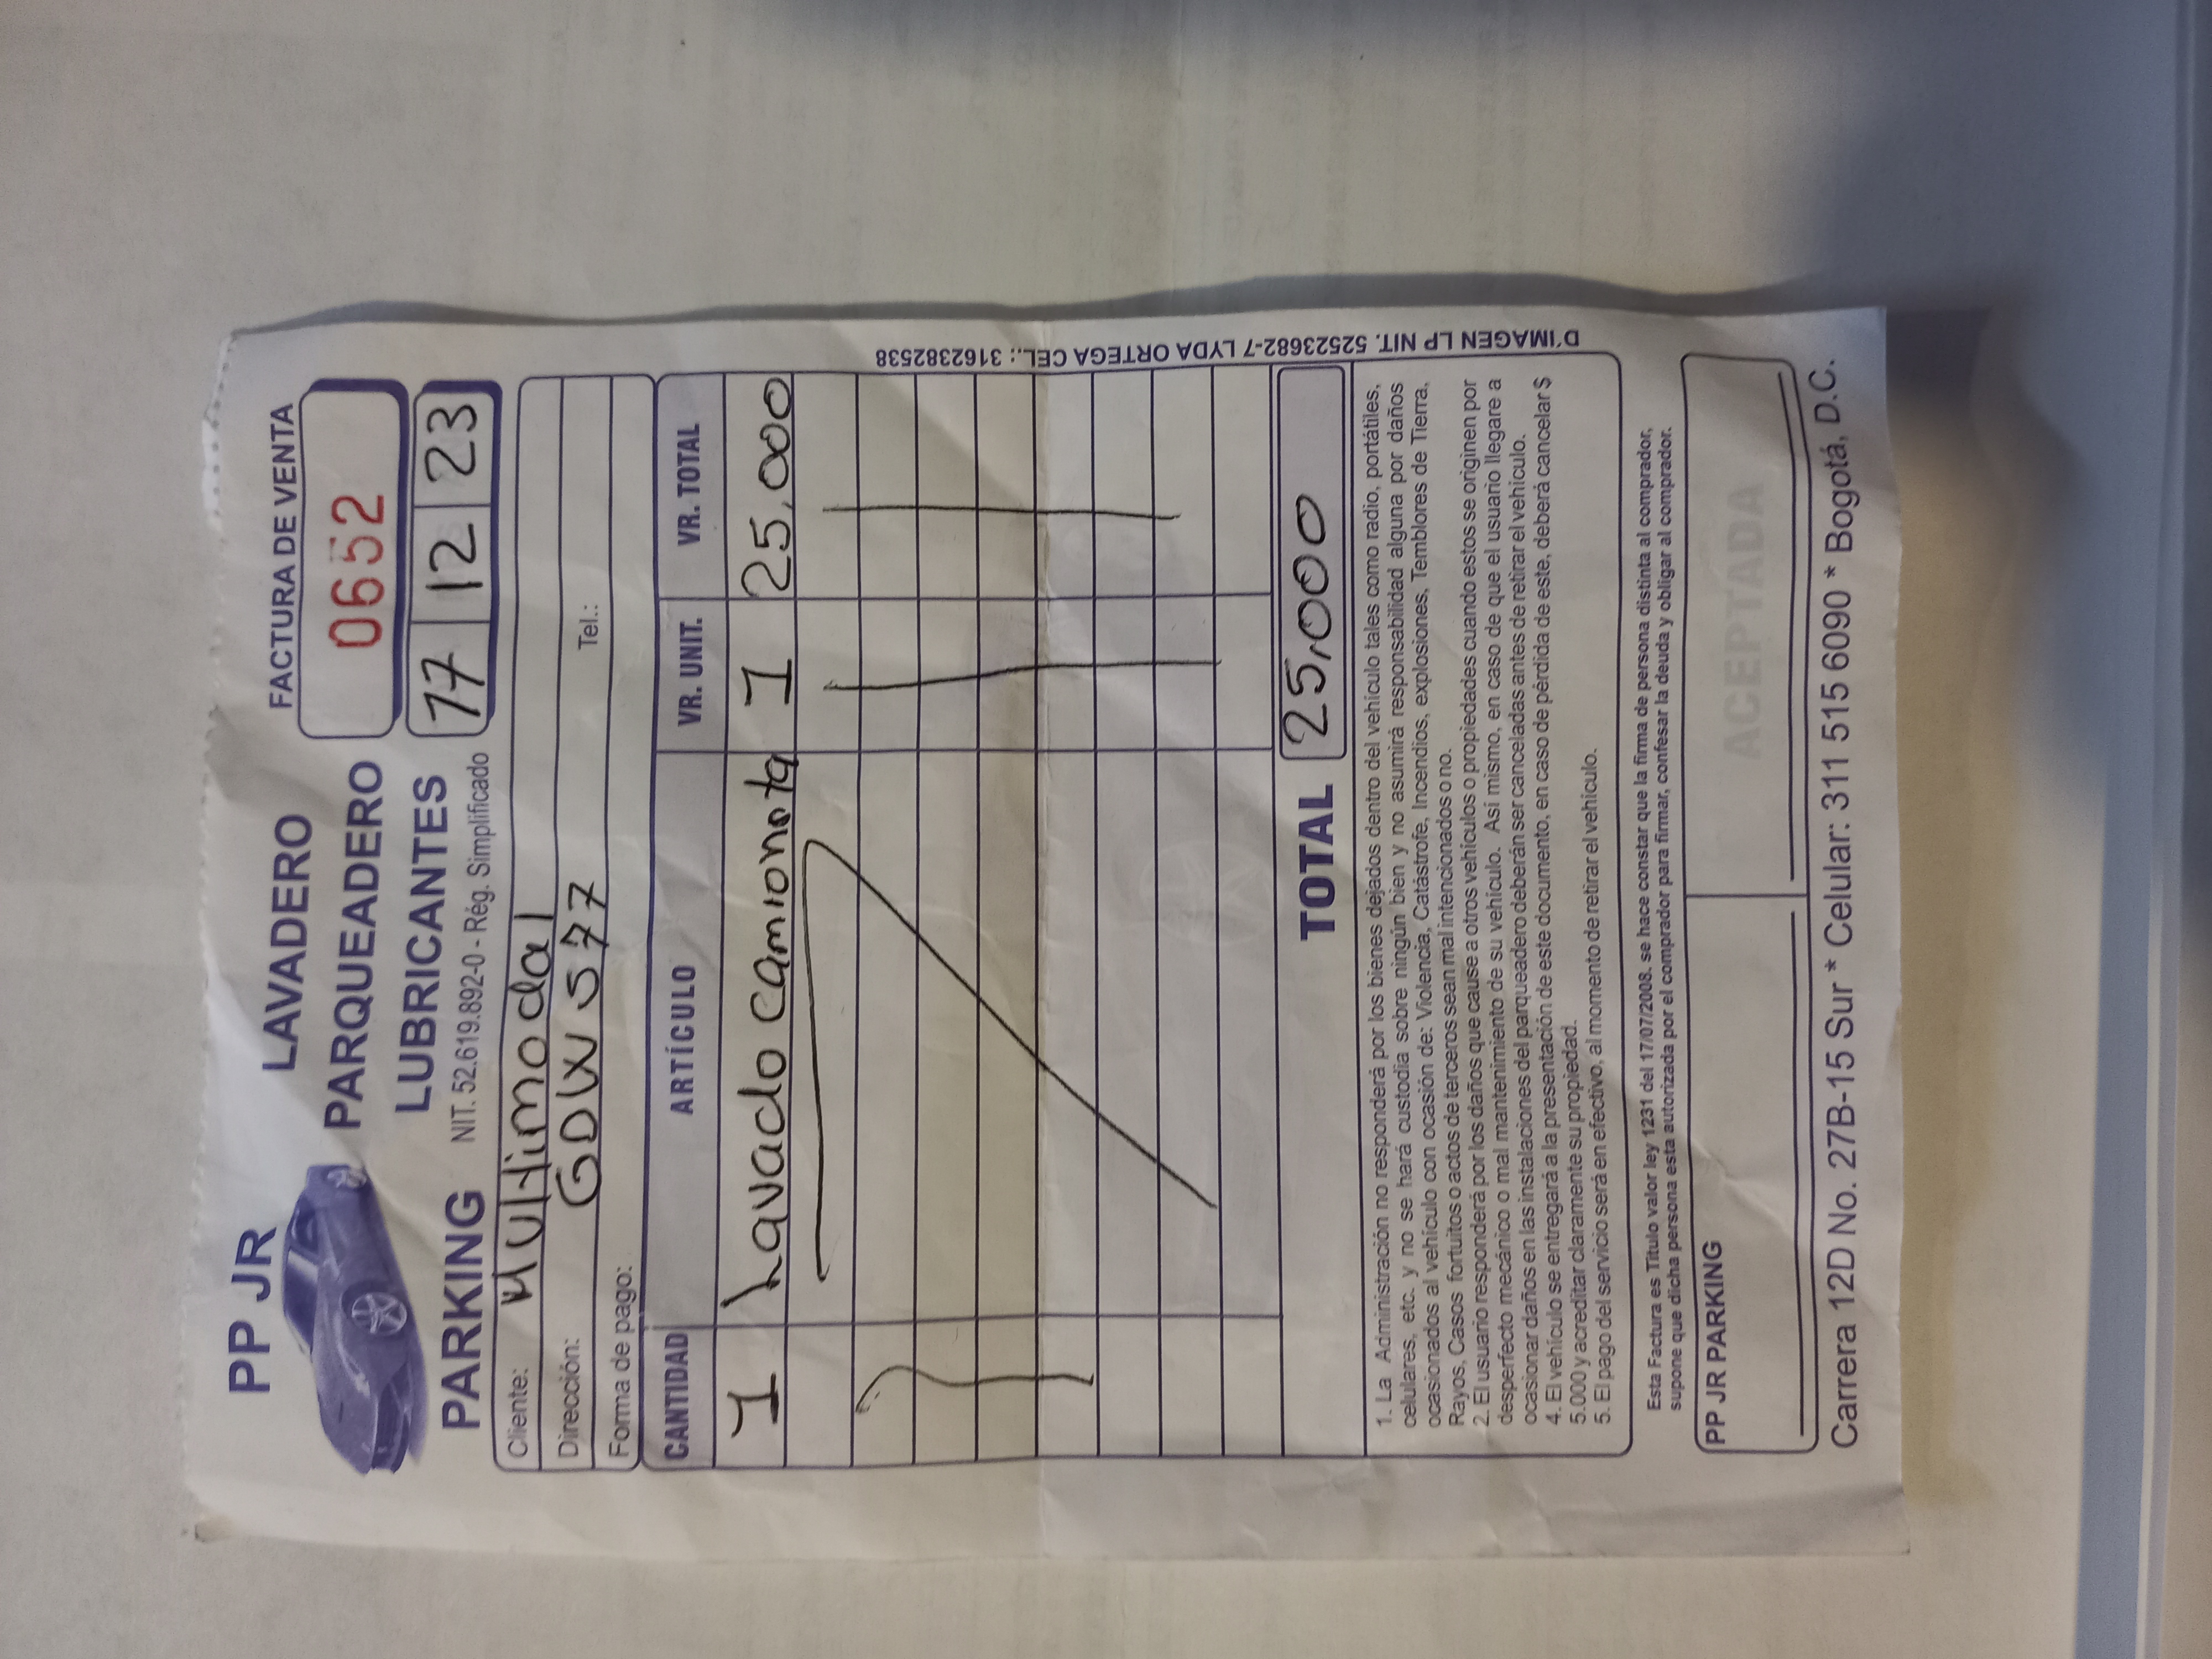 PP JR
PARKING
LAVADERO
PARQUEADERO
LUBRICANTES
NIT. 52.619.892-0 - Rég. Simplificado
FACTURA DE VENTA
0652
17 12 23
Cliente: Multimodal
Dirección: GDW 577
Forma de pago: Tel.:
CANTIDAD ARTÍCULO VR. UNIT. VR. TOTAL
1 Lavado Camionota 1 25,000
TOTAL 25,000
1. La Administración no responderá por los bienes dejados dentro del vehículo tales como radio, portátiles,
celulares, etc. y no se hará custodia sobre ningún bien y no asumirá responsabilidad alguna por daños
ocasionados al vehículo con ocasión de: Violencia, Catástrofe, Incendios, explosiones, Temblores de Tierra,
Rayos, Casos fortuitos o actos de terceros sean mal intencionados o no.
2. El usuario responderá por los daños que cause a otros vehículos o propiedades cuando estos se originen por
desperfecto mecánico o mal mantenimiento de su vehículo. Así mismo, en caso de que el usuario llegare a
ocasionar daños en las instalaciones del parqueadero deberán ser canceladas antes de retirar el vehículo.
4. El vehículo se entregará a la presentación de este documento, en caso de pérdida de este, deberá cancelar $
5.000 y acreditar claramente su propiedad.
5. El pago del servicio será en efectivo, al momento de retirar el vehículo.
Esta Factura es Título valor ley 1231 del 17/07/2008. se hace constar que la firma de persona distinta al comprador,
supone que dicha persona esta autorizada por el comprador para firmar, confesar la deuda y obligar al comprador.
PP JR PARKING
ACEPTADA
Carrera 12D No. 27B-15 Sur * Celular: 311 515 6090 * Bogotá, D.C.
D'IMAGEN LP NIT. 52523682-7 LYDA ORTEGA CEL.: 3162382538